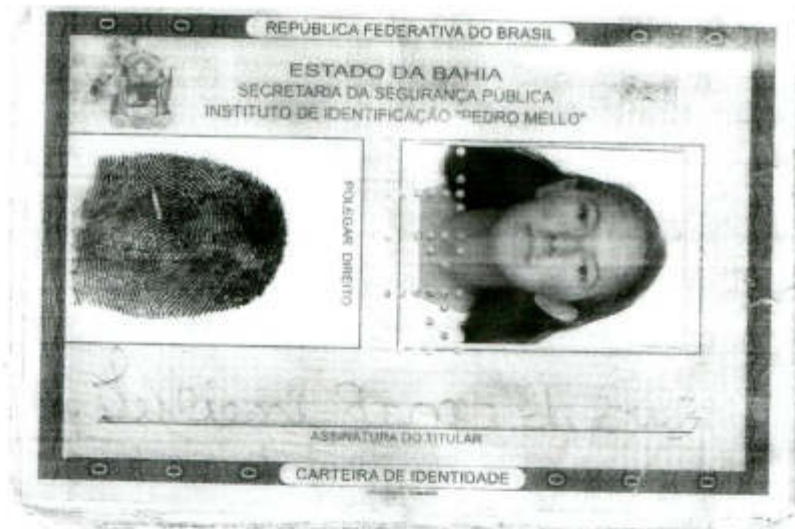 REPÚBLICA FEDERATIVA DO BRASIL
ESTADO DA BAHIA
SECRETARIA DA SEGURANÇA PÚBLICA
INSTITUTO DE IDENTIFICAÇÃO "PEDRO MELLO"
POLEGAR DIREITO
ASSINATURA DO TITULAR
CARTEIRA DE IDENTIDADE